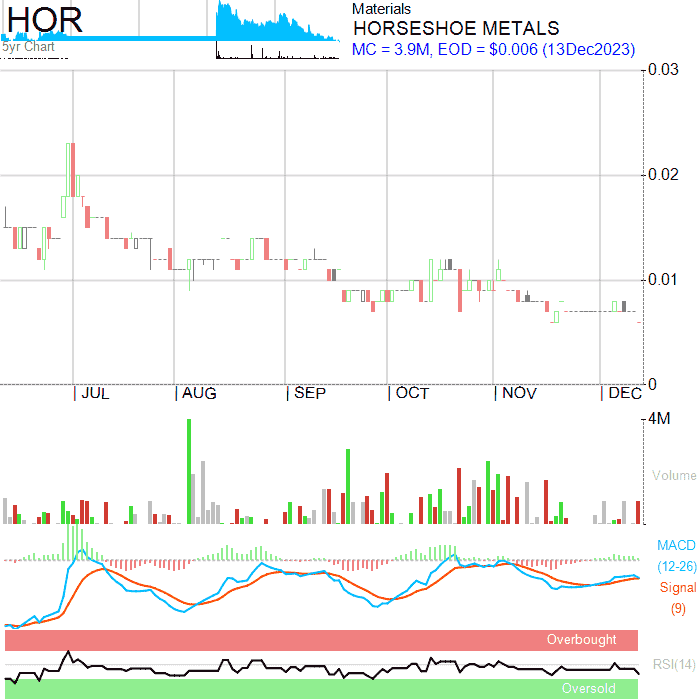 HOR
5yr Chart
Materials
HORSESHOE METALS
MC = 3.9M, EOD = $0.006 (13Dec2023)
0.03
0.02
0.01
0
JUL
AUG
SEP
OCT
NOV
DEC
4M
Volume
MACD
(12-26)
Signal
(9)
Overbought
RSI(14)
Oversold